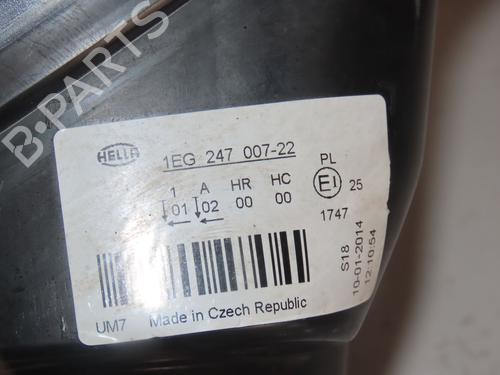 B-PARTS
HELLA 1EG 247 007-22 PL
1 A HR HC E1 25
01 02 00 00
1747
S18
10-01-2014
12:10:54
UM7 Made in Czech Republic